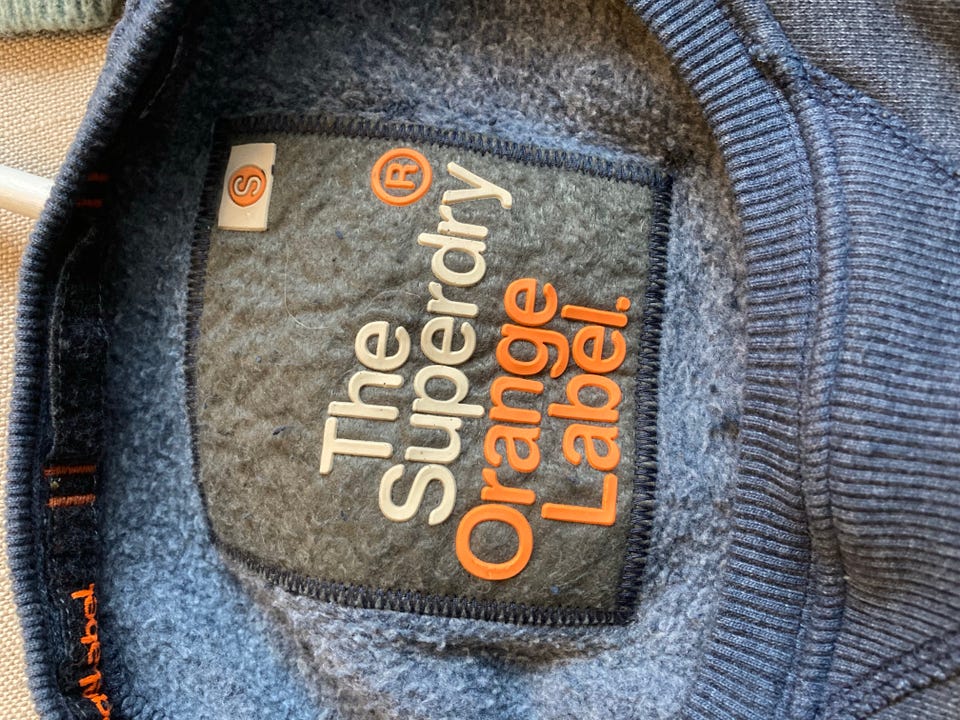 S
®
The
Superdry
Orange
Label.